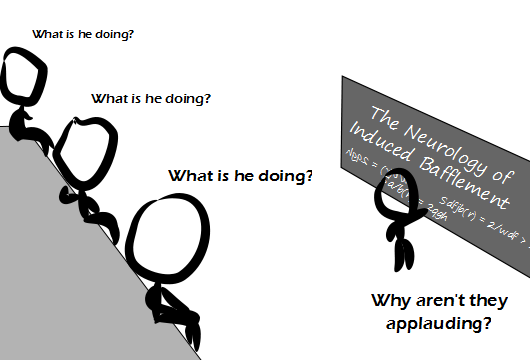 What is he doing?
What is he doing?
What is he doing?
The Neurology of
Induced Bafflement
Why aren't they
applauding?